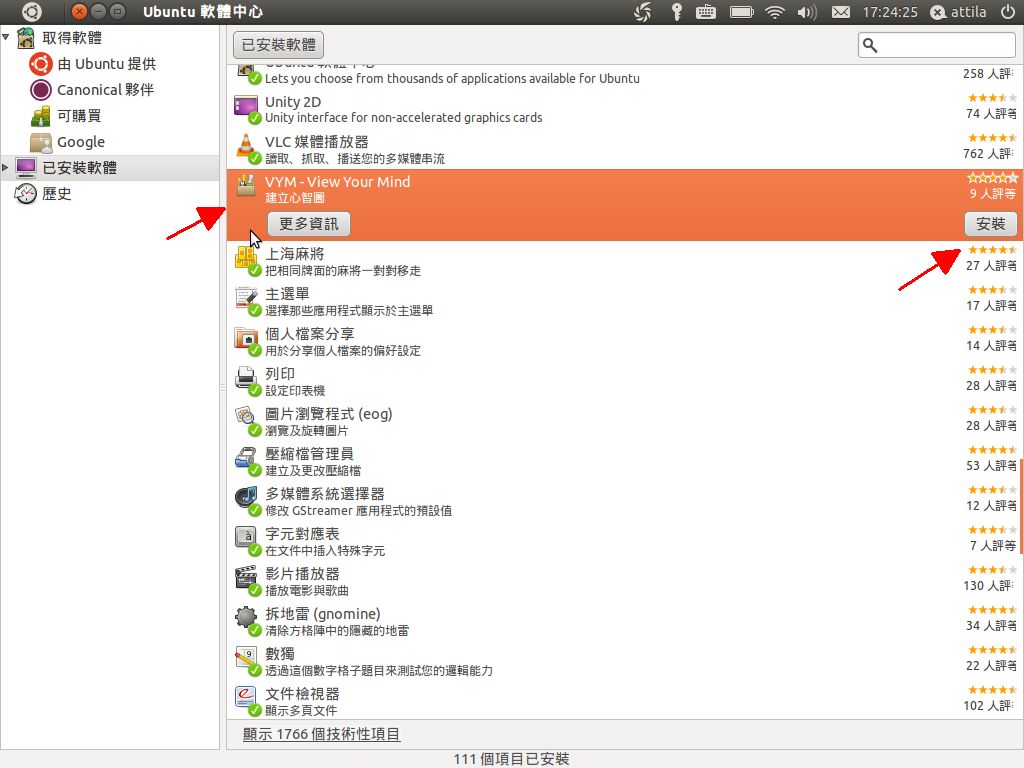 Ubuntu 軟體中心
17:24:25
attila
取得軟體
由 Ubuntu 提供
Canonical 夥伴
可購買
Google
已安裝軟體
歷史
已安裝軟體
Lets you choose from thousands of applications available for Ubuntu
258 人評
Unity 2D
Unity interface for non-accelerated graphics cards
74 人評等
VLC 媒體播放器
讀取、抓取、播送您的多媒體串流
762 人評
VYM - View Your Mind
建立心智圖
9 人評等
更多資訊
安裝
上海麻將
把相同牌面的麻將一對對移走
27 人評等
主選單
選擇那些應用程式顯示於主選單
17 人評等
個人檔案分享
用於分享個人檔案的偏好設定
14 人評等
列印
設定印表機
28 人評等
圖片瀏覽程式 (eog)
瀏覽及旋轉圖片
28 人評等
壓縮檔管理員
建立及更改壓縮檔
53 人評等
多媒體系統選擇器
修改 GStreamer 應用程式的預設值
12 人評等
字元對應表
在文件中插入特殊字元
7 人評等
影片播放器
播放電影與歌曲
130 人評
拆地雷 (gnomine)
清除方格陣中的隱藏的地雷
34 人評等
數獨
透過這個數字格子題目來測試您的邏輯能力
22 人評等
文件檢視器
顯示多頁文件
102 人評
顯示 1766 個技術性項目
111 個項目已安裝